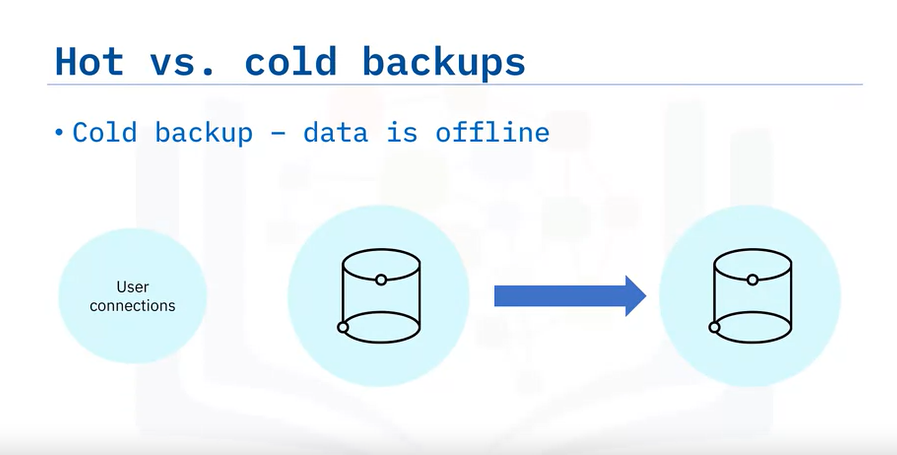 Hot vs. cold backups
• Cold backup – data is offline
User
connections